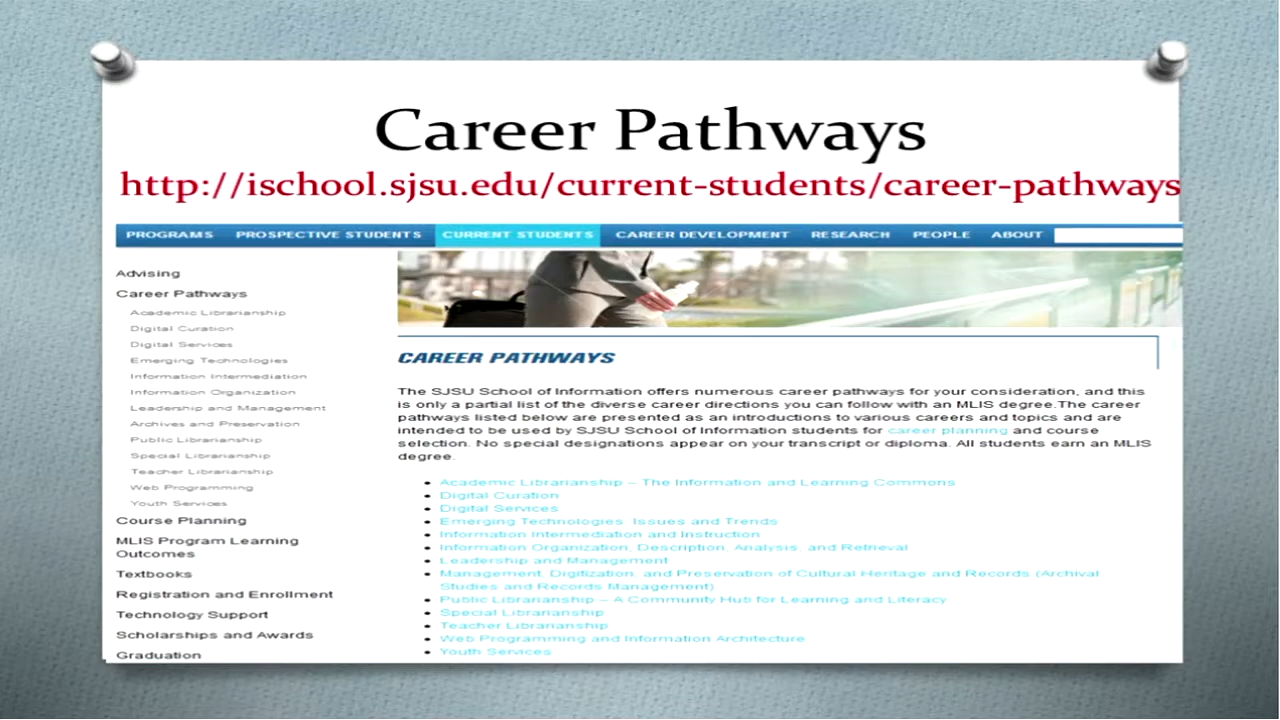 Career Pathways
http://ischool.sjsu.edu/current-students/career-pathways
PROGRAMS PROSPECTIVE STUDENTS CURRENT STUDENTS CAREER DEVELOPMENT RESEARCH PEOPLE ABOUT
Advising
Career Pathways
Academic Librarianship
Digital Curation
Digital Services
Emerging Technologies
Information Intermediation
Information Organization
Leadership and Management
Archives and Preservation
Public Librarianship
Special Librarianship
Teacher Librarianship
Web Programming
Youth Services
Course Planning
MLIS Program Learning
Outcomes
Textbooks
Registration and Enrollment
Technology Support
Scholarships and Awards
Graduation
CAREER PATHWAYS
The SJSU School of Information offers numerous career pathways for your consideration, and this
is only a partial list of the diverse career directions you can follow with an MLIS degree.The career
pathways listed below are presented as an introductions to various careers and topics and are
intended to be used by SJSU School of Information students for career planning and course
selection. No special designations appear on your transcript or diploma. All students earn an MLIS
degree.
• Academic Librarianship – The Information and Learning Commons
• Digital Curation
• Digital Services
• Emerging Technologies: Issues and Trends
• Information Intermediation and Instruction
• Information Organization, Description, Analysis, and Retrieval
• Leadership and Management
• Management, Digitization, and Preservation of Cultural Heritage and Records (Archival
Studies and Records Management)
• Public Librarianship – A Community Hub for Learning and Literacy
• Special Librarianship
• Teacher Librarianship
• Web Programming and Information Architecture
• Youth Services